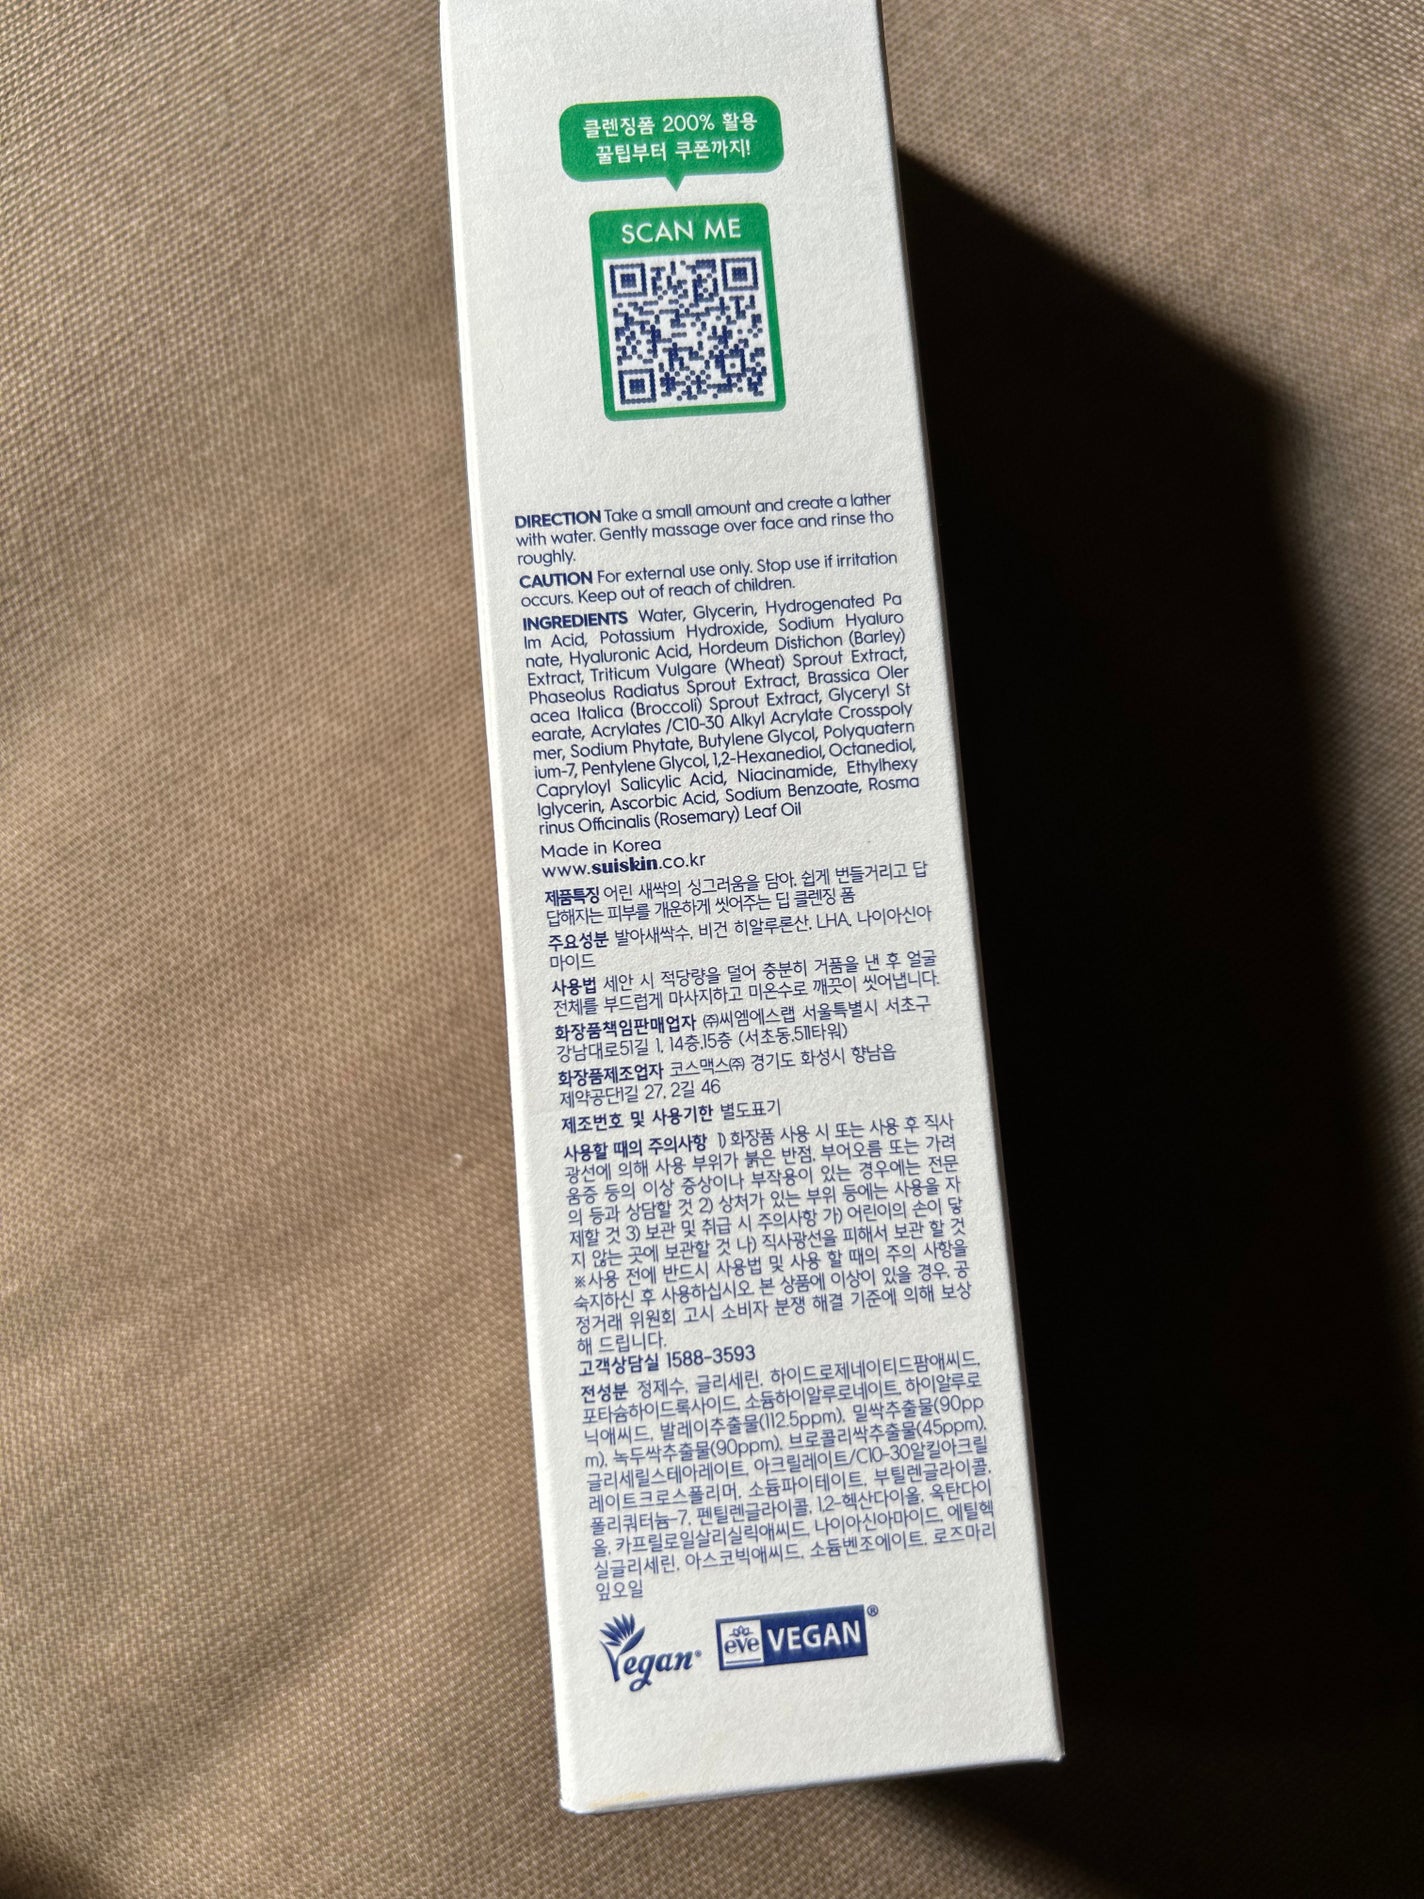 클렌징폼 200% 활용
꿀팁부터 쿠폰까지!
SCAN ME
DIRECTION Take a small amount and create a lather
with water. Gently massage over face and rinse tho
roughly.
CAUTION For external use only. Stop use if irritation
occurs. Keep out of reach of children.
INGREDIENTS Water, Glycerin, Hydrogenated Pa
lm Acid, Potassium Hydroxide, Sodium Hyaluro
nate, Hyaluronic Acid, Hordeum Distichon (Barley)
Extract, Triticum Vulgare (Wheat) Sprout Extract,
Phaseolus Radiatus Sprout Extract, Brassica Oler
acea Italica (Broccoli) Sprout Extract, Glyceryl St
earate, Acrylates /C10-30 Alkyl Acrylate Crosspoly
mer, Sodium Phytate, Butylene Glycol, Polyquatern
ium-7, Pentylene Glycol, 1,2-Hexanediol, Octanediol,
Capryloyl Salicylic Acid, Niacinamide, Ethylhexy
lglycerin, Ascorbic Acid, Sodium Benzoate, Rosma
rinus Officinalis (Rosemary) Leaf Oil
Made in Korea
www.suiskin.co.kr
제품특징 어린 새싹의 싱그러움을 담아, 쉽게 번들거리고 답
답해지는 피부를 개운하게 씻어주는 딥 클렌징 폼
주요성분 발아새싹수, 비건 히알루론산, LHA, 나이아신아
마이드
사용법 세안 시 적당량을 덜어 충분히 거품을 낸 후 얼굴
전체를 부드럽게 마사지하고 미온수로 깨끗이 씻어냅니다.
화장품책임판매업자 ㈜씨엠에스랩 서울특별시 서초구
강남대로51길 1, 14층,15층 (서초동,511타워)
화장품제조업자 코스맥스㈜ 경기도 화성시 향남읍
제약공단1길 27, 2길 46
제조번호 및 사용기한 별도표기
사용할 때의 주의사항 1) 화장품 사용 시 또는 사용 후 직사
광선에 의해 사용 부위가 붉은 반점, 부어오름 또는 가려
움증 등의 이상 증상이나 부작용이 있는 경우에는 전문
의 등과 상담할 것 2) 상처가 있는 부위 등에는 사용을 자
제할 것 3) 보관 및 취급 시 주의사항 가) 어린이의 손이 닿
지 않는 곳에 보관할 것 나) 직사광선을 피해서 보관 할 것
※사용 전에 반드시 사용법 및 사용 할 때의 주의 사항을
숙지하신 후 사용하십시오. 본 상품에 이상이 있을 경우, 공
정거래 위원회 고시 소비자 분쟁 해결 기준에 의해 보상
해 드립니다.
고객상담실 1588-3593
전성분 정제수, 글리세린, 하이드로제네이티드팜애씨드,
포타슘하이드록사이드, 소듐하이알루로네이트, 하이알루로
닉애씨드, 발레이추출물(112.5ppm), 밀싹추출물(90pp
m), 녹두싹추출물(90ppm), 브로콜리싹추출물(45ppm),
글리세릴스테아레이트, 아크릴레이트/C10-30알킬아크릴
레이트크로스폴리머, 소듐파이테이트, 부틸렌글라이콜,
폴리쿼터늄-7, 펜틸렌글라이콜, 1,2-헥산다이올, 옥탄다이
올, 카프릴로일살리실릭애씨드, 나이아신아마이드, 에틸헥
실글리세린, 아스코빅애씨드, 소듐벤조에이트, 로즈마리
잎오일
Vegan®
eve VEGAN®